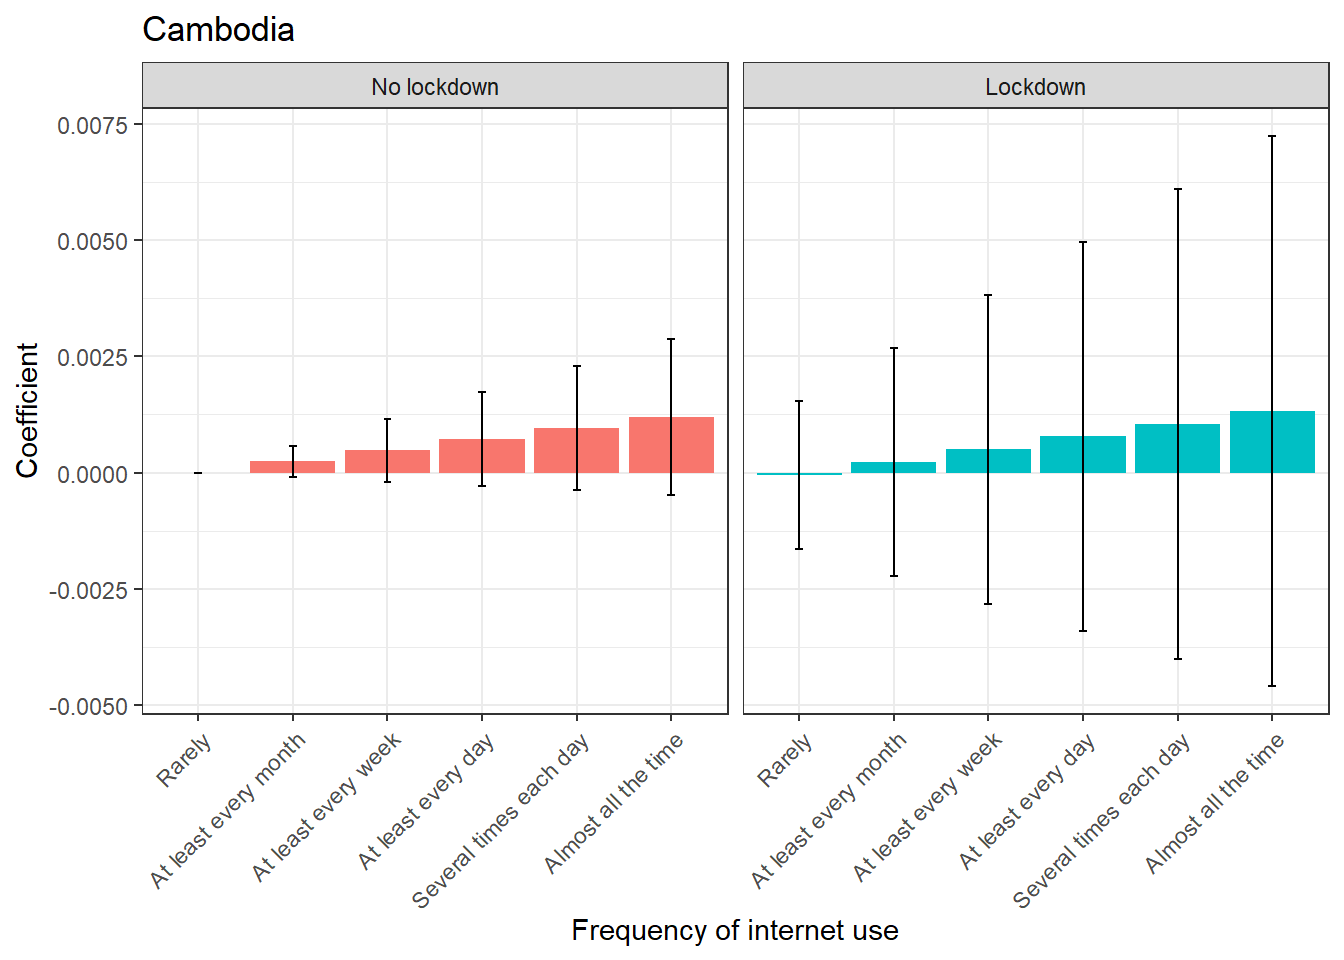 Cambodia
No lockdown
Lockdown
Coefficient
0.0075
0.0050
0.0025
0.0000
-0.0025
-0.0050
Rarely
At least every month
At least every week
At least every day
Several times each day
Almost all the time
Rarely
At least every month
At least every week
At least every day
Several times each day
Almost all the time
Frequency of internet use